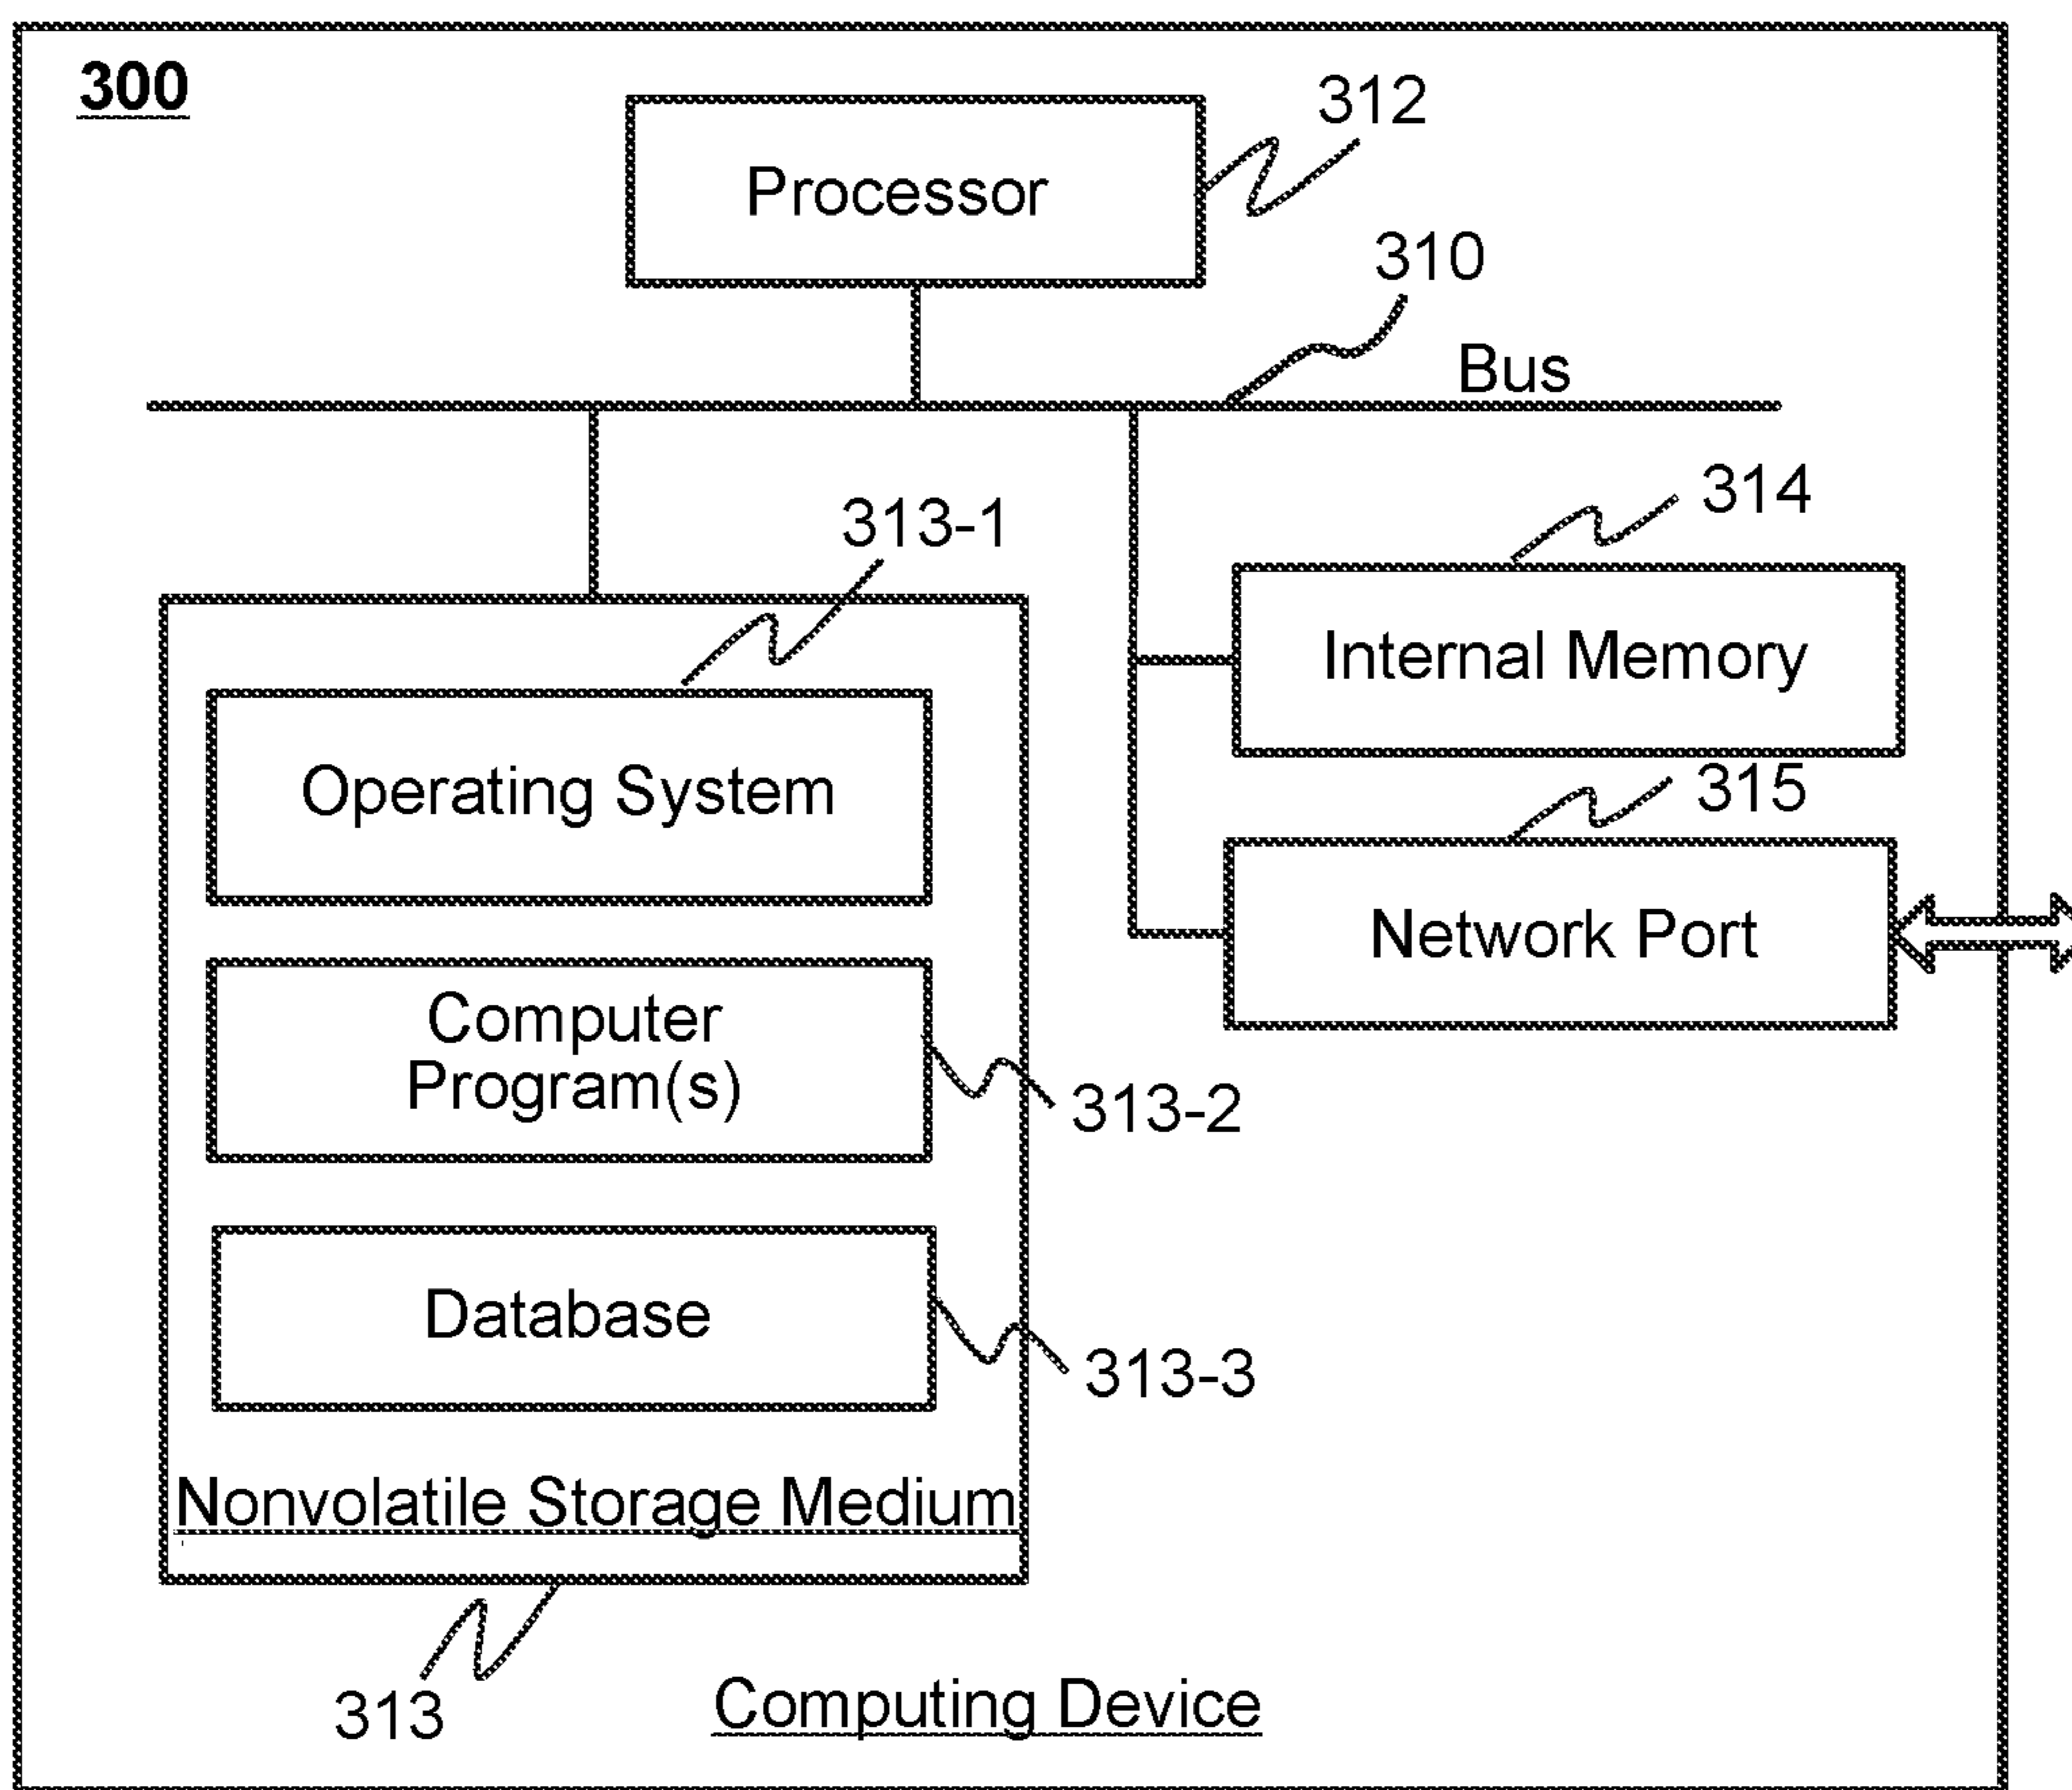 300
312
Processor
310
Bus
314
313-1
Internal Memory
Operating System
315
Network Port
Computer
Program(s)
313-2
Database
313-3
Nonvolatile Storage Medium
313
Computing Device